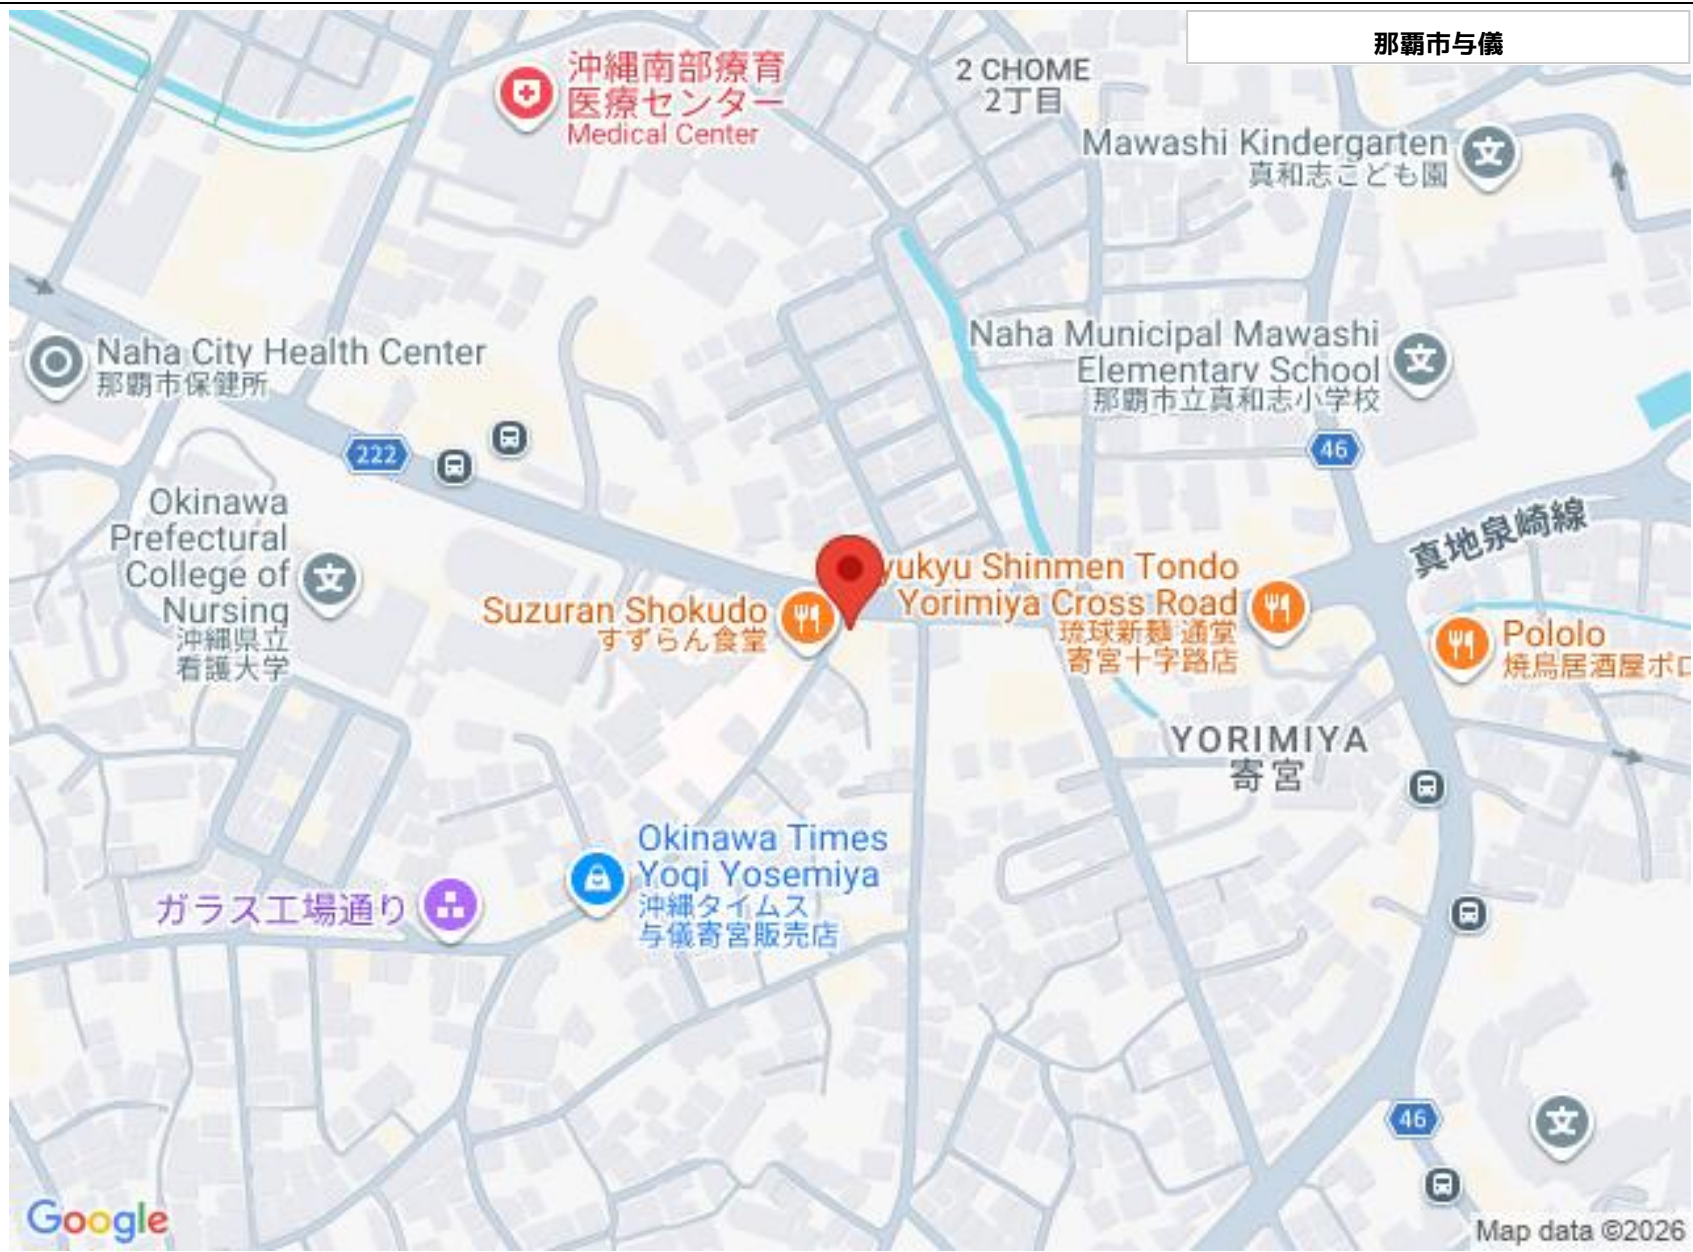 那覇市与儀
沖縄南部療育
医療センター
Medical Center
2 CHOME
2丁目
Mawashi Kindergarten
真和志こども園
Naha City Health Center
那覇市保健所
Naha Municipal Mawashi
Elementary School
那覇市立真和志小学校
222
46
真地泉崎線
Okinawa
Prefectural
College of
Nursing
沖縄県立
看護大学
Suzuran Shokudo
すずらん食堂
yukyu Shinmen Tondo
Yorimiya Cross Road
琉球新麺 通堂
寄宮十字路店
Pololo
焼鳥居酒屋ポロ
YORIMIYA
寄宮
Okinawa Times
Yogi Yosemiya
沖縄タイムス
与儀寄宮販売店
ガラス工場通り
46
Google
Map data ©2026